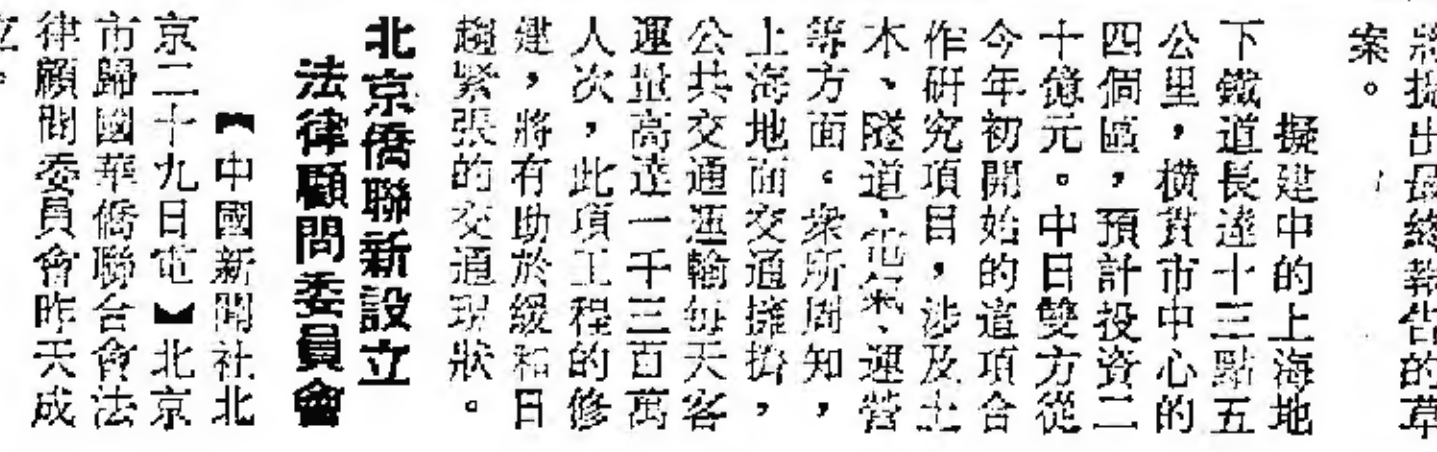 將提出最終報告的草
案。
擬建中的上海地
下鐵道長達十三點五
公里，橫貫市中心的
四個區，預計投資二
十億元。中日雙方從
今年初開始的這項合
作研究項目，涉及土
木、隧道、電氣、運營
等方面。衆所周知，
上海地面交通擁擠，
公共交通運輸每天客
運量高達一千三百萬
人次，此項工程的修
建，將有助於緩和日
趨緊張的交通現狀。
北京僑聯新設立
法律顧問委員會
【中國新聞社北
京二十九日電】北京
市歸國華僑聯合會法
律顧問委員會昨天成
立。